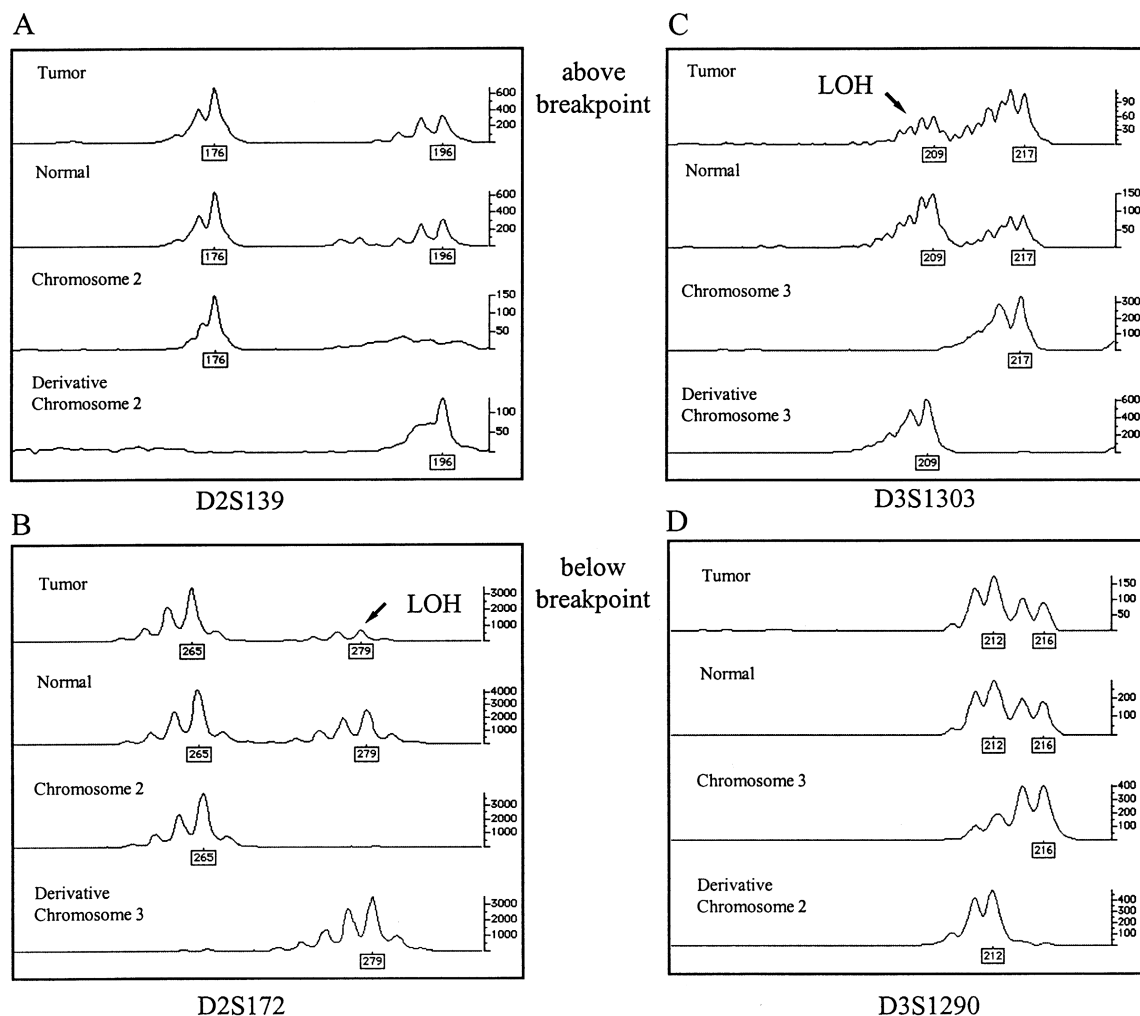 A
Tumor
600
200
176
196
Normal
600
400
200
176
196
Chromosome 2
150
100
50
176
Derivative
Chromosome 2
100
50
196
D2S139
above
breakpoint
C
Tumor
LOH
90
60
30
209
217
Normal
150
50
209
217
Chromosome 3
300
200
100
217
Derivative
Chromosome 3
600
400
200
209
D3S1303
B
Tumor
LOH
3000
2000
1000
265
279
Normal
4000
3000
2000
1000
265
279
Chromosome 2
3000
2000
1000
265
Derivative
Chromosome 3
3000
2000
1000
279
D2S172
below
breakpoint
D
Tumor
150
100
50
212
216
Normal
200
100
212
216
Chromosome 3
400
300
200
100
216
Derivative
Chromosome 2
400
300
200
100
212
D3S1290